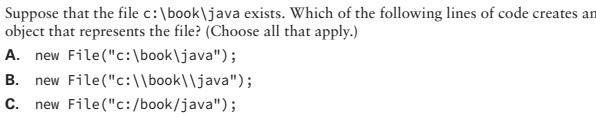 Suppose that the file c:\book\java exists. Which of the following lines of code creates an
object that represents the file? (Choose all that apply.)
A. new File("c:\book\java");
B. new File("c:\\book\\java");
C. new File("c:/book/java");